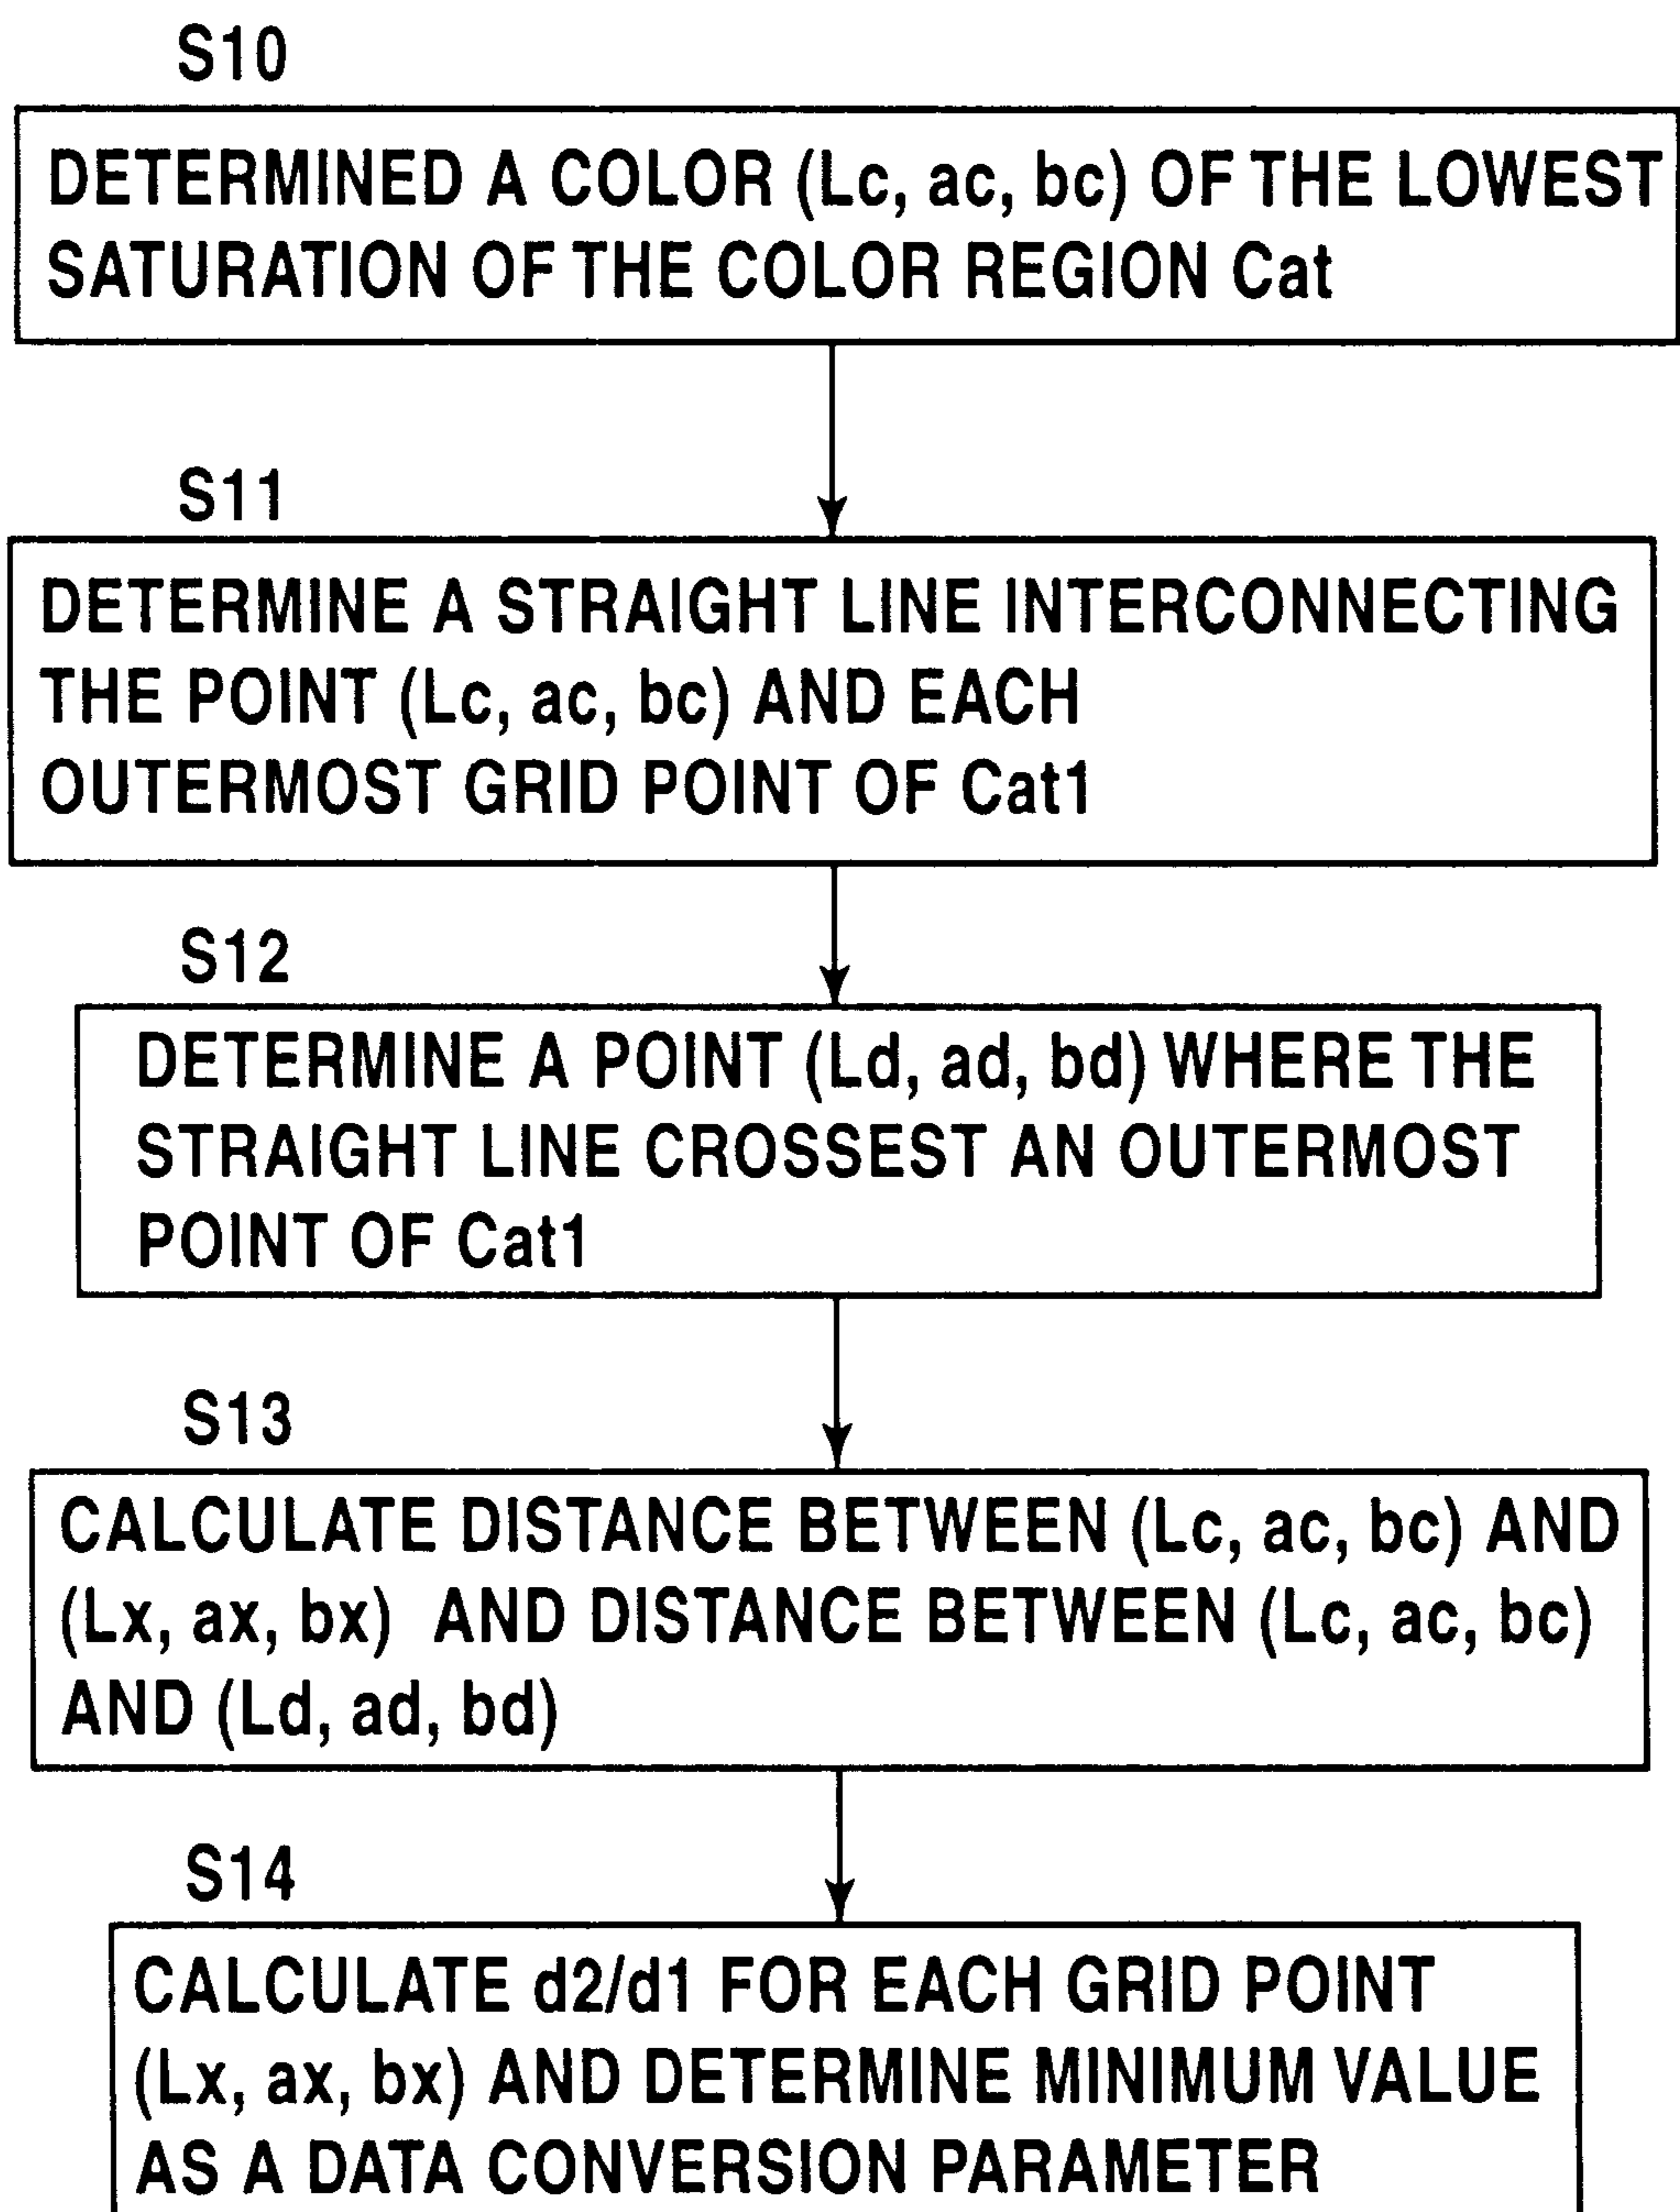 S10
DETERMINED A COLOR (Lc, ac, bc) OF THE LOWEST
SATURATION OF THE COLOR REGION Cat
S11
DETERMINE A STRAIGHT LINE INTERCONNECTING
THE POINT (Lc, ac, bc) AND EACH
OUTERMOST GRID POINT OF Cat1
S12
DETERMINE A POINT (Ld, ad, bd) WHERE THE
STRAIGHT LINE CROSSEST AN OUTERMOST
POINT OF Cat1
S13
CALCULATE DISTANCE BETWEEN (Lc, ac, bc) AND
(Lx, ax, bx) AND DISTANCE BETWEEN (Lc, ac, bc)
AND (Ld, ad, bd)
S14
CALCULATE d2/d1 FOR EACH GRID POINT
(Lx, ax, bx) AND DETERMINE MINIMUM VALUE
AS A DATA CONVERSION PARAMETER